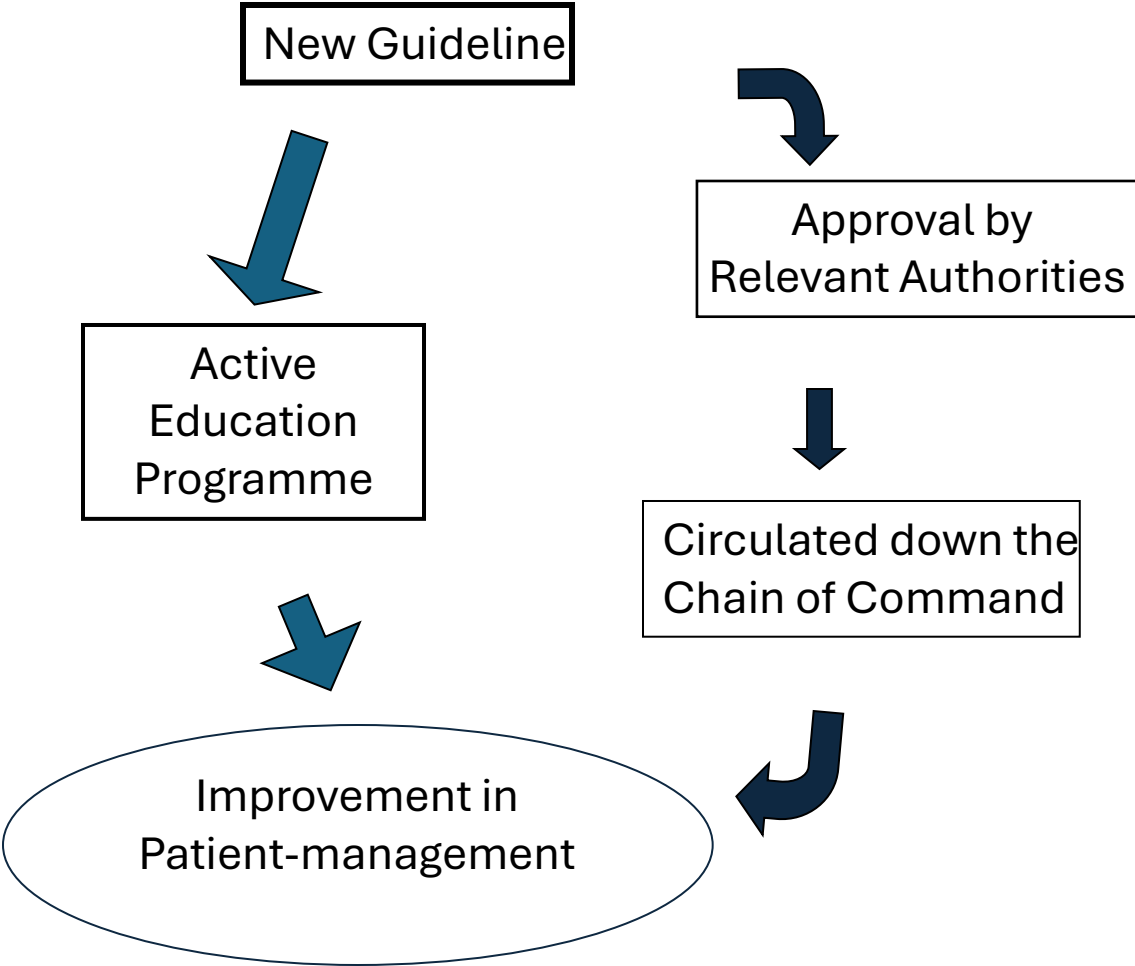 New Guideline
Approval by
Relevant Authorities
Active
Education
Programme
Circulated down the
Chain of Command
Improvement in
Patient-management